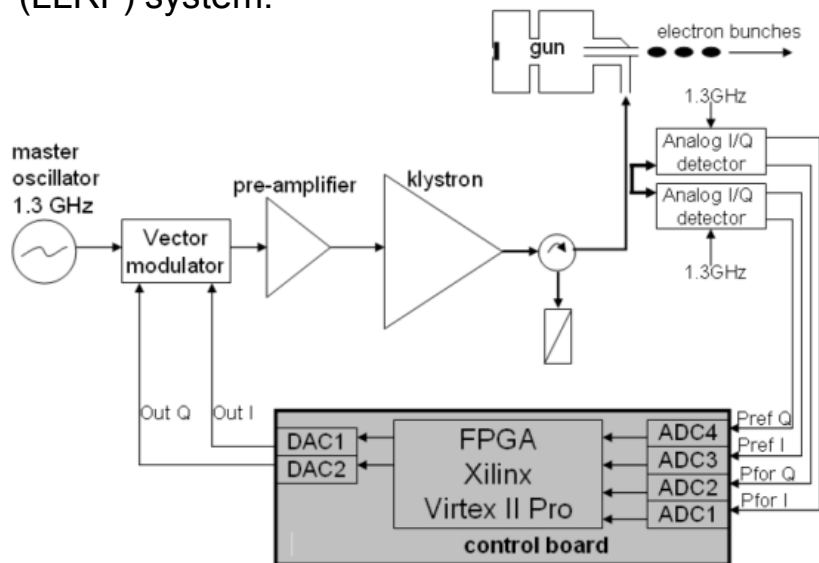 (LLRF) system.
gun
electron bunches
1.3GHz
Analog I/Q
detector
Analog I/Q
detector
1.3GHz
master
oscillator
1.3 GHz
pre-amplifier
klystron
Vector
modulator
Out Q
Out I
Pref Q
Pref I
Pfor Q
Pfor I
DAC1
DAC2
FPGA
Xilinx
Virtex II Pro
ADC4
ADC3
ADC2
ADC1
control board